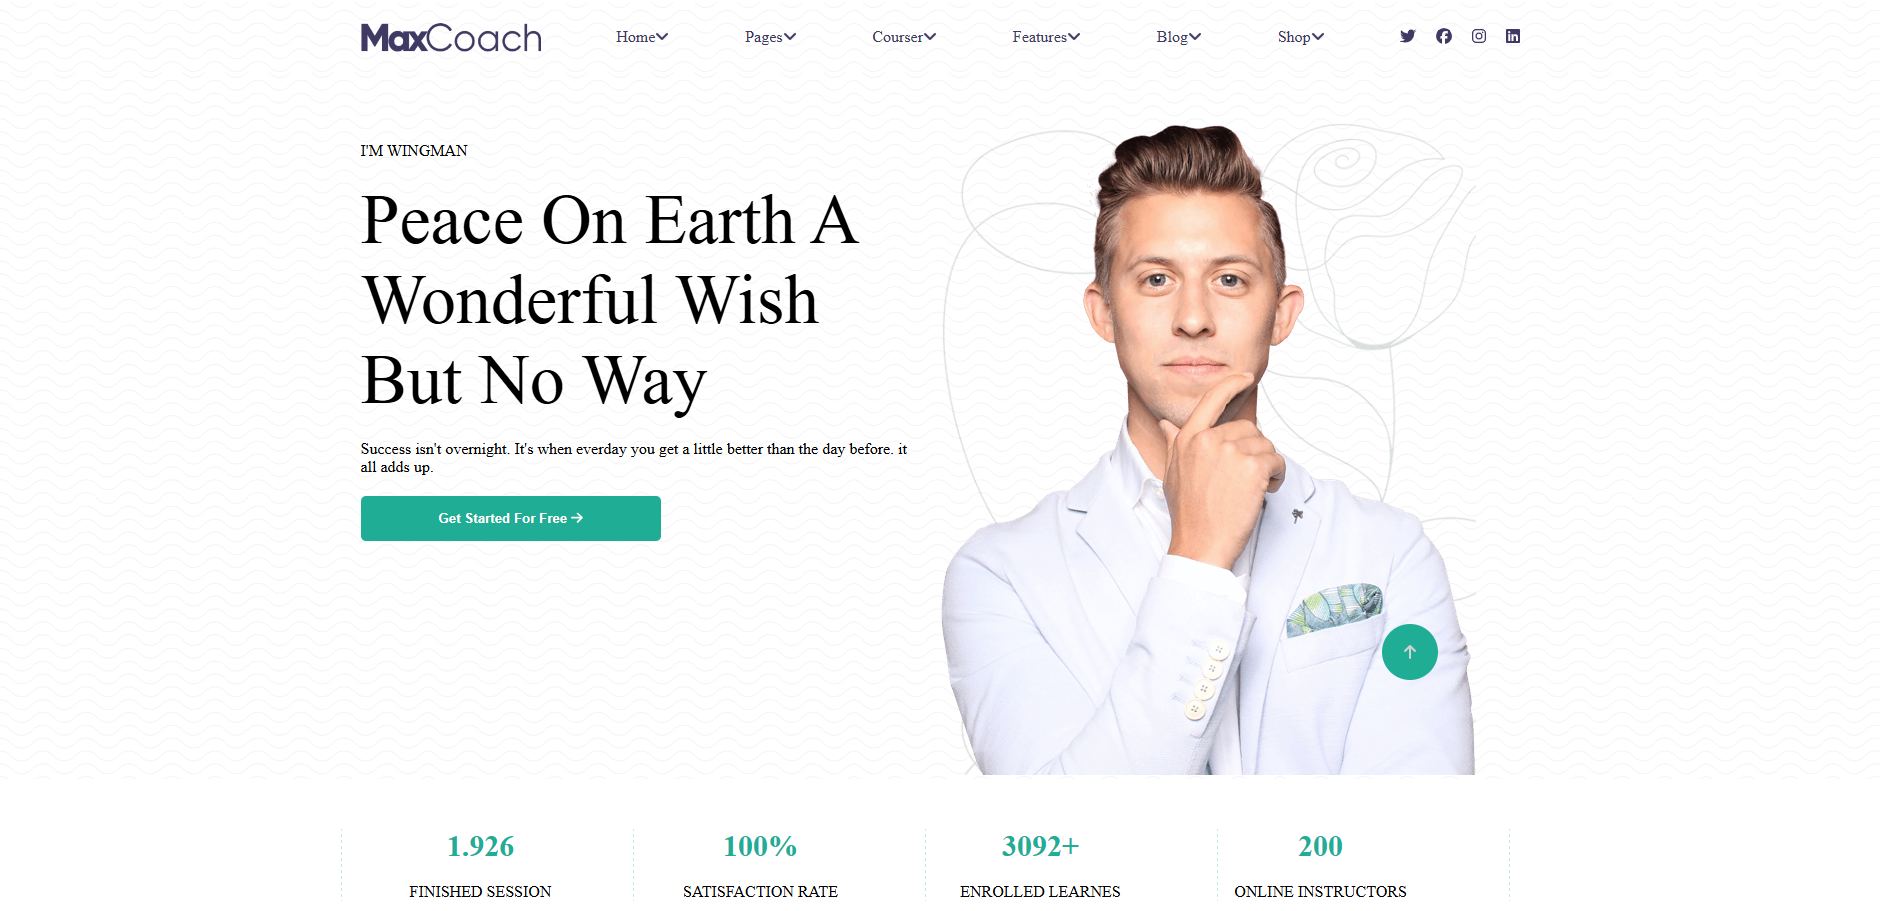 MaxCoach
Home
Pages
Courser
Features
Blog
Shop
I'M WINGMAN
Peace On Earth A
Wonderful Wish
But No Way
Success isn't overnight. It's when everday you get a little better than the day before. it
all adds up.
Get Started For Free
1.926
FINISHED SESSION
100%
SATISFACTION RATE
3092+
ENROLLED LEARNES
200
ONLINE INSTRUCTORS